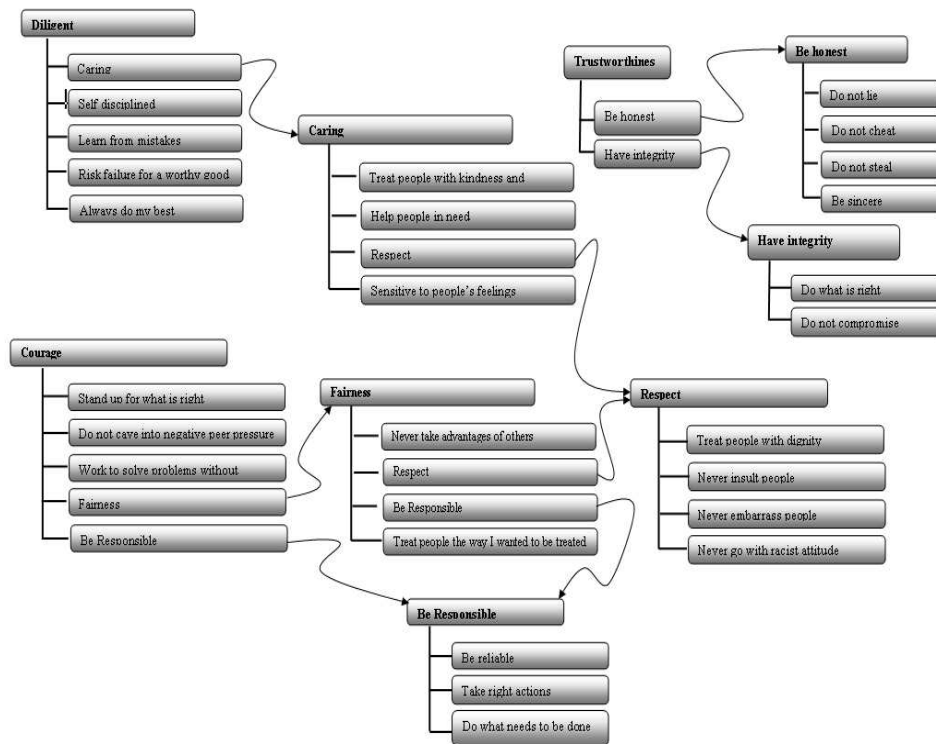 Diligent
Caring
Self disciplined
Learn from mistakes
Risk failure for a worthy good
Always do my best
Caring
Treat people with kindness and
Help people in need
Respect
Sensitive to people's feelings
Trustworthines
Be honest
Have integrity
Be honest
Do not lie
Do not cheat
Do not steal
Be sincere
Have integrity
Do what is right
Do not compromise
Courage
Stand up for what is right
Do not cave into negative peer pressure
Work to solve problems without
Fairness
Be Responsible
Fairness
Never take advantages of others
Respect
Be Responsible
Treat people the way I wanted to be treated
Respect
Treat people with dignity
Never insult people
Never embarrass people
Never go with racist attitude
Be Responsible
Be reliable
Take right actions
Do what needs to be done